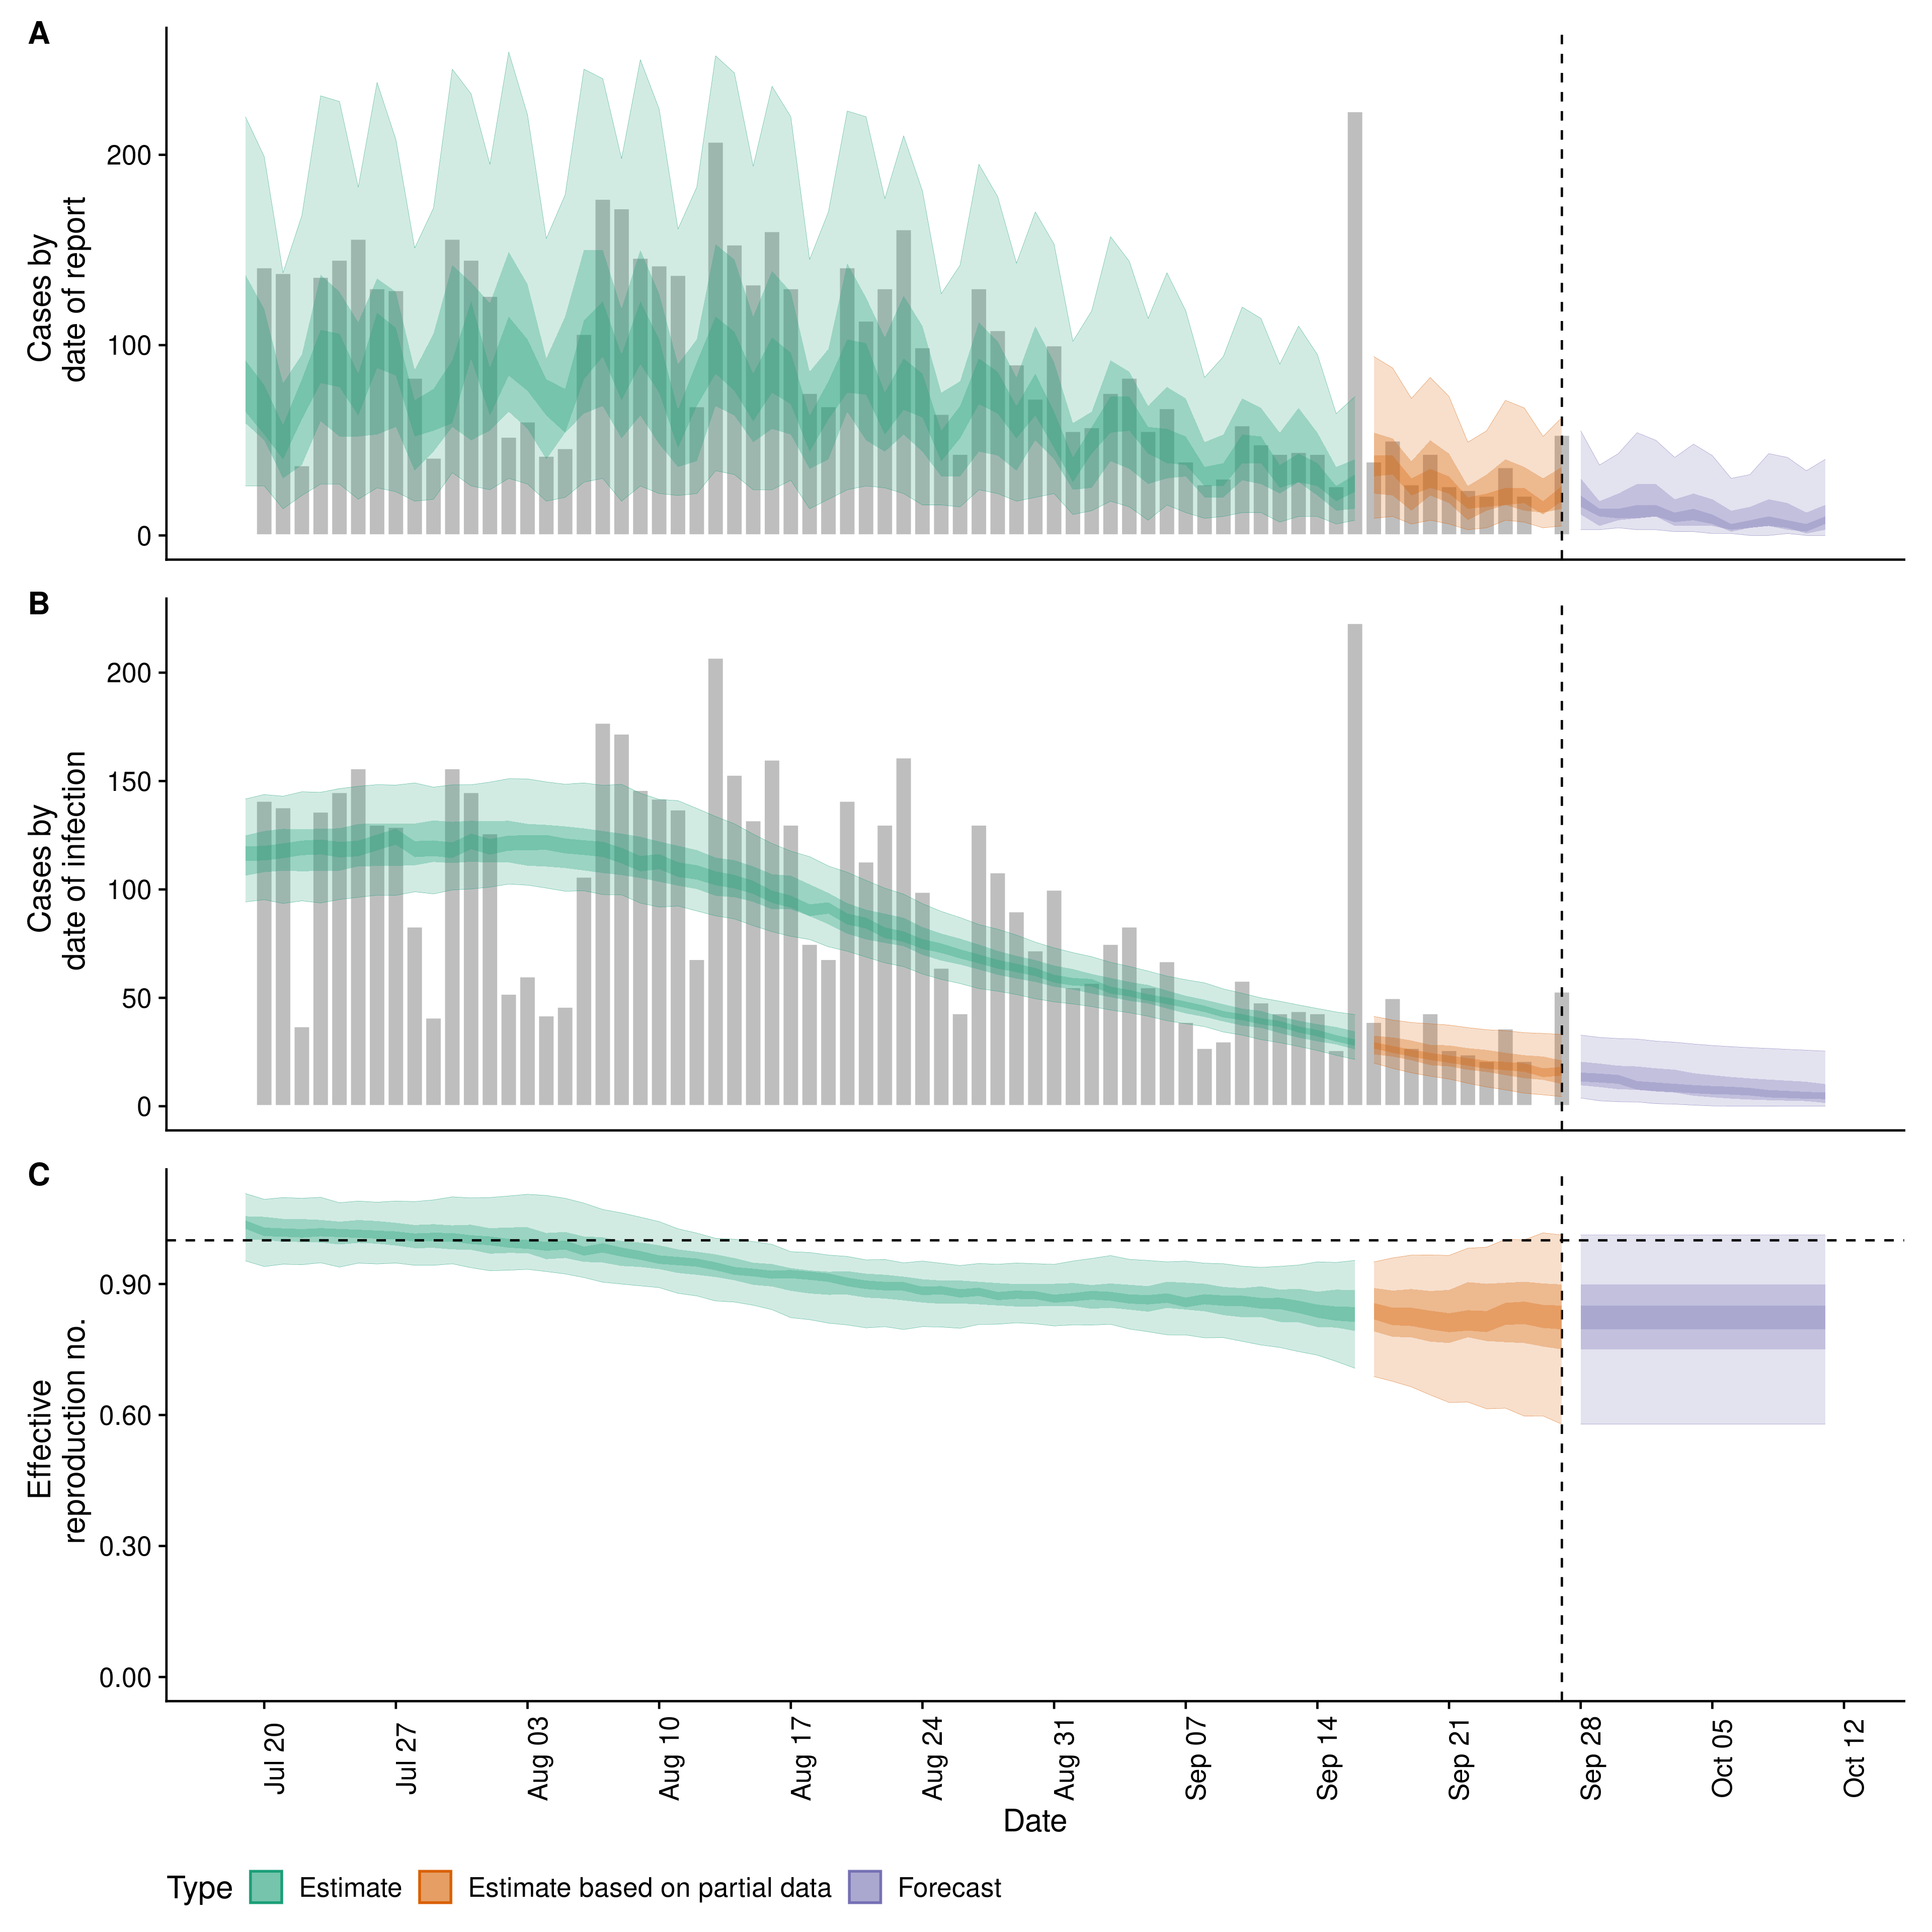 A
Cases by
date of report
200
100
0
B
Cases by
date of infection
200
150
100
50
0
C
Effective
reproduction no.
0.90
0.60
0.30
0.00
Jul 20
Jul 27
Aug 03
Aug 10
Aug 17
Aug 24
Aug 31
Sep 07
Sep 14
Sep 21
Sep 28
Oct 05
Oct 12
Date
Type Estimate Estimate based on partial data Forecast